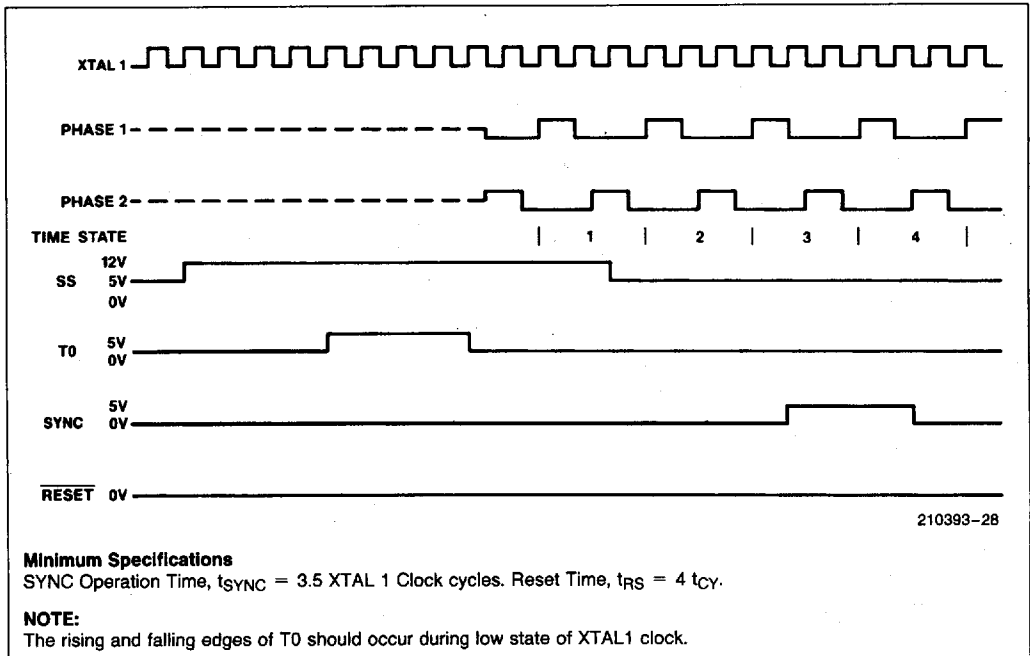 XTAL 1
PHASE 1
PHASE 2
TIME STATE | 1 | 2 | 3 | 4 |
12V
SS 5V
0V
T0 5V
0V
5V
SYNC 0V
RESET 0V
210393-28
Minimum Specifications
SYNC Operation Time, tSYNC = 3.5 XTAL 1 Clock cycles. Reset Time, tRS = 4 tCY.
NOTE:
The rising and falling edges of T0 should occur during low state of XTAL1 clock.